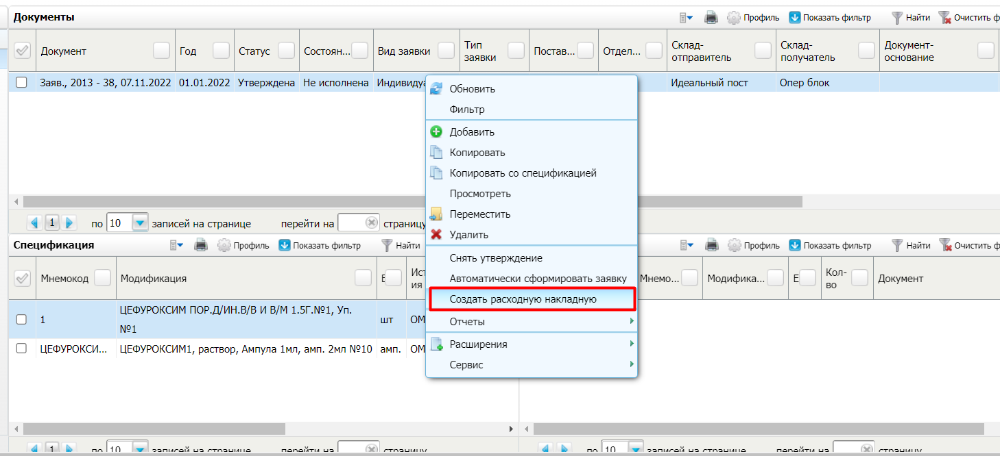 Документы
Профиль Показать фильтр Найти Очистить ф
Документ Год Статус Состоян... Вид заявки Тип заявки Постав... Отдел... Склад-отправитель Склад-получатель Документ-основание
Заяв., 2013 - 38, 07.11.2022 01.01.2022 Утверждена Не исполнена Индивидуа Идеальный пост Опер блок
Обновить
Фильтр
Добавить
Копировать
Копировать со спецификацией
Просмотреть
Переместить
Удалить
Снять утверждение
Автоматически сформировать заявку
Создать расходную накладную
Отчеты
Расширения
Сервис
1 по 10 записей на странице перейти на страницу
Спецификация Профиль Показать фильтр Найти
Профиль Показать фильтр Найти Очистить ф
Мнемокод Модификация Е Ист ия
Мнемо... Модифика... Е Кол-во Документ
1 ЦЕФУРОКСИМ ПОР.Д/ИН.В/В И В/М 1.5Г.№1, Уп. №1 шт ОМ
ЦЕФУРОКСИ... ЦЕФУРОКСИМ1, раствор, Ампула 1мл, амп. 2мл №10 амп. ОМ
1 по 10 записей на странице перейти на страницу
по 10 записей на странице перейти на страницу